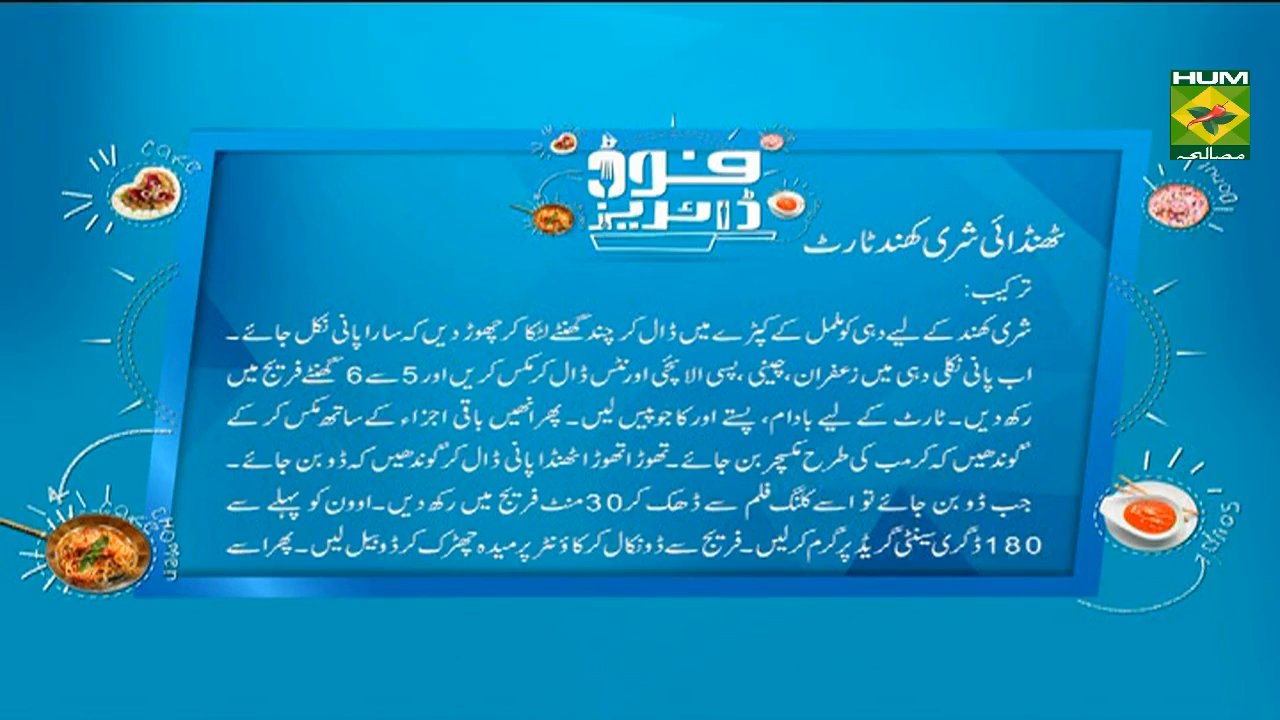 HUM
مصالحہ
cake
Donut
فوڈ
ڈائریز
ٹھنڈائی شری کھند ٹارٹ
ترکیب:
شری کھند کے لیے دہی کو ململ کے کپڑے میں ڈال کر چند گھنٹے لٹکا کر چھوڑ دیں کہ سارا پانی نکل جائے۔
اب پانی نکلی دہی میں زعفران، چینی، پسی الائچی اور نٹس ڈال کر مکس کریں اور 5 سے 6 گھنٹے فریج میں
رکھ دیں۔ ٹارٹ کے لیے بادام، پستے اور کاجو پیس لیں۔ پھر انھیں باقی اجزاء کے ساتھ مکس کر کے
گوندھیں کہ کرمب کی طرح مکسچر بن جائے۔ تھوڑا تھوڑا ٹھنڈا پانی ڈال کر گوندھیں کہ ڈو بن جائے۔
جب ڈو بن جائے تو اسے کلنگ فلم سے ڈھک کر 30 منٹ فریج میں رکھ دیں۔ اوون کو پہلے سے
180 ڈگری سینٹی گریڈ پر گرم کر لیں۔ فریج سے ڈو نکال کر کاؤنٹر پر میدہ چھڑک کر ڈو بیل لیں۔ پھر اسے